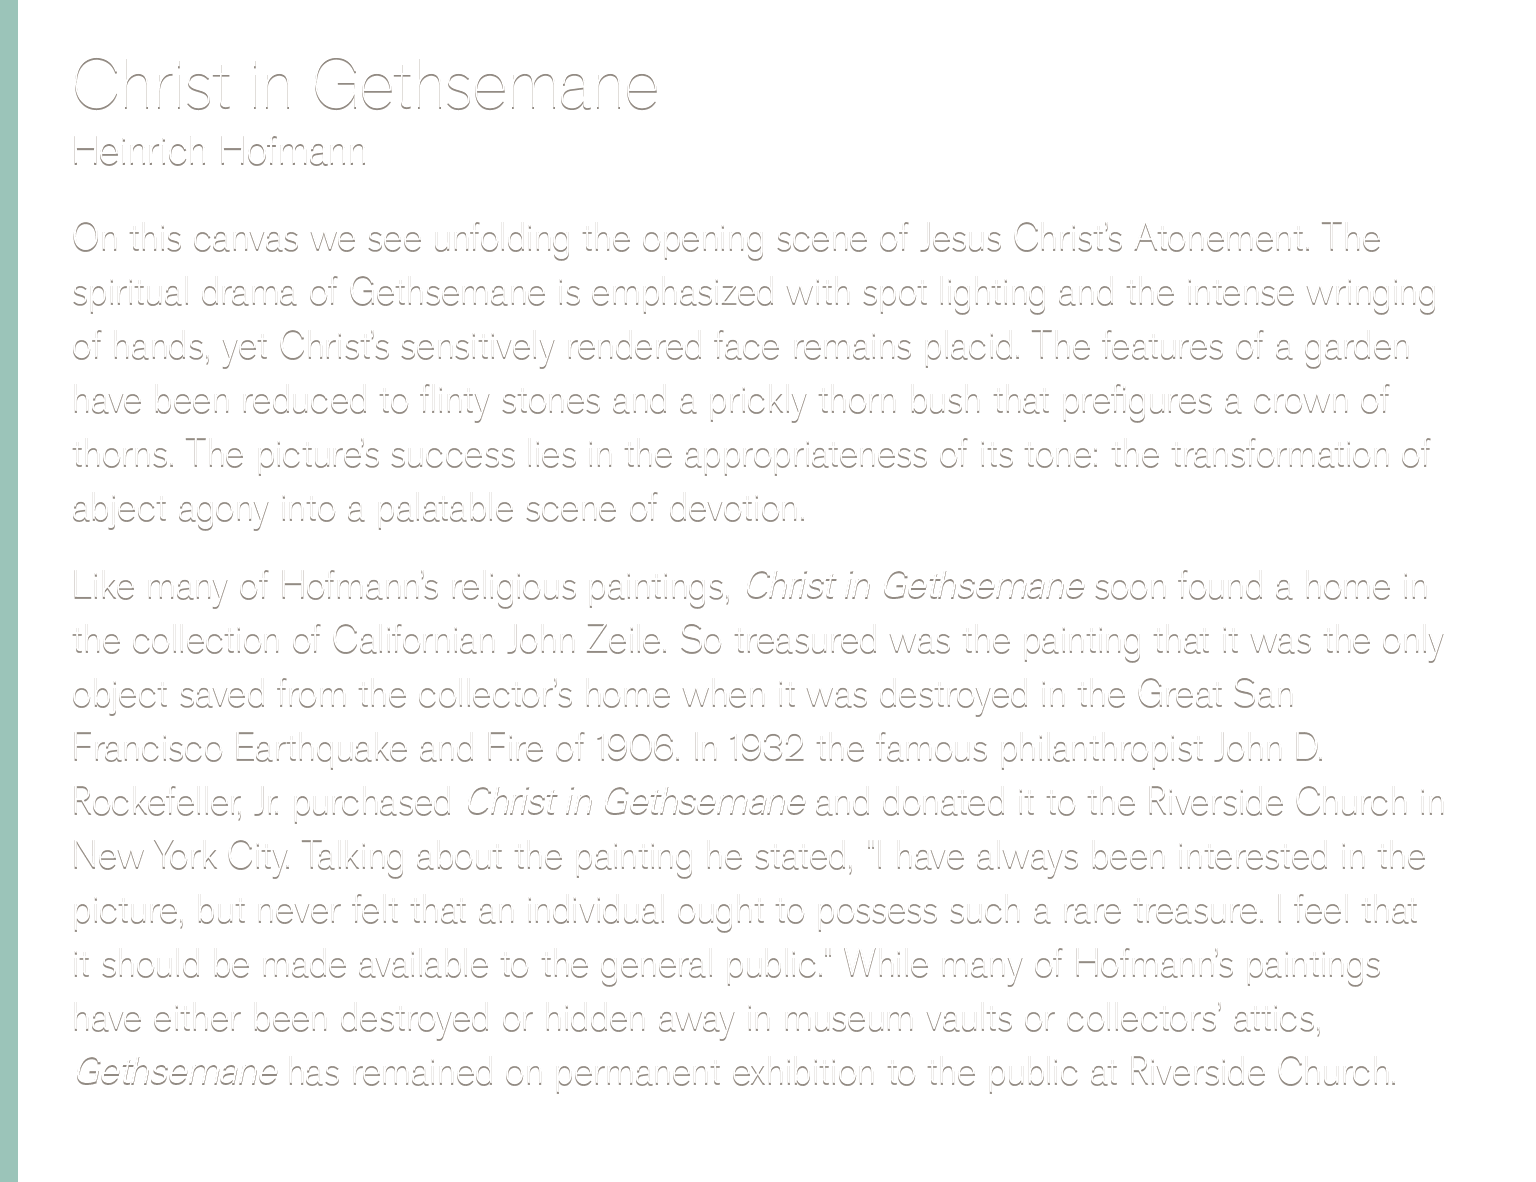 Christ in Gethsemane
Heinrich Hofmann
On this canvas we see unfolding the opening scene of Jesus Christ’s Atonement. The
spiritual drama of Gethsemane is emphasized with spot lighting and the intense wringing
of hands, yet Christ’s sensitively rendered face remains placid. The features of a garden
have been reduced to flinty stones and a prickly thorn bush that prefigures a crown of
thorns. The picture’s success lies in the appropriateness of its tone: the transformation of
abject agony into a palatable scene of devotion.
Like many of Hofmann’s religious paintings, Christ in Gethsemane soon found a home in
the collection of Californian John Zeile. So treasured was the painting that it was the only
object saved from the collector’s home when it was destroyed in the Great San
Francisco Earthquake and Fire of 1906. In 1932 the famous philanthropist John D.
Rockefeller, Jr. purchased Christ in Gethsemane and donated it to the Riverside Church in
New York City. Talking about the painting he stated, "I have always been interested in the
picture, but never felt that an individual ought to possess such a rare treasure. I feel that
it should be made available to the general public." While many of Hofmann’s paintings
have either been destroyed or hidden away in museum vaults or collectors’ attics,
Gethsemane has remained on permanent exhibition to the public at Riverside Church.